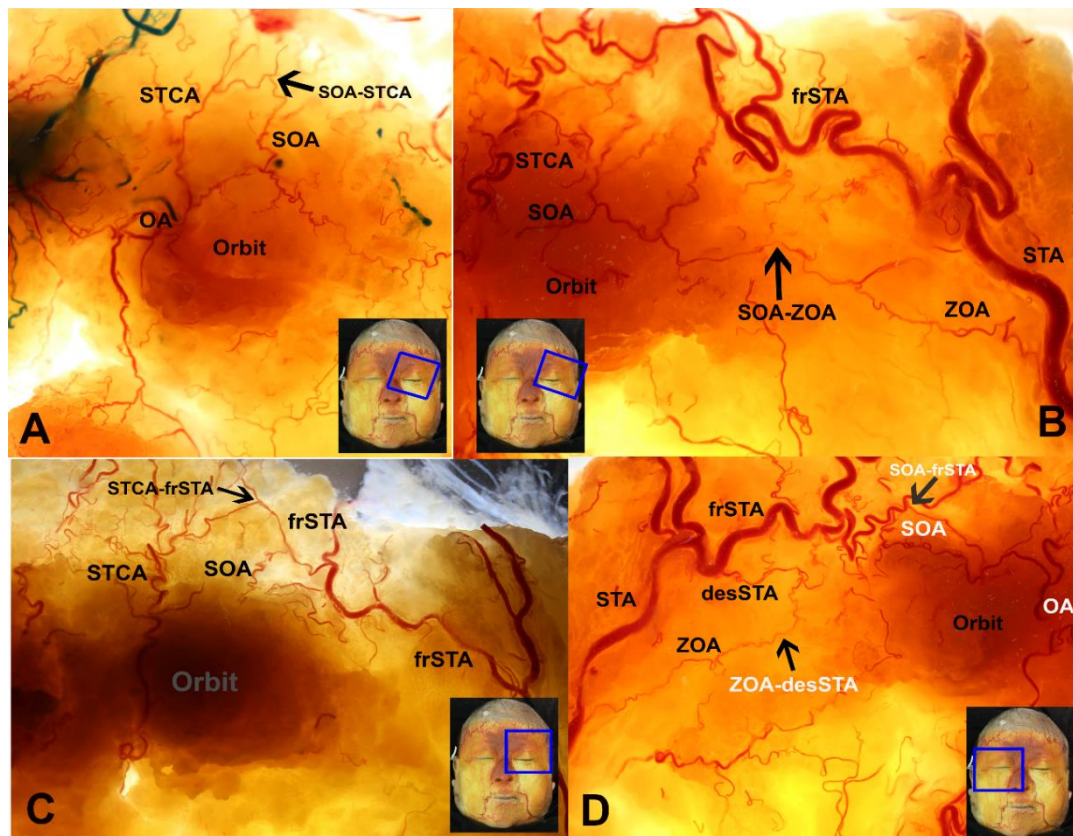 STCA
SOA-STCA
SOA
OA
Orbit
A
frSTA
STCA
SOA
STA
Orbit
SOA-ZOA
ZOA
B
STCA-frSTA
frSTA
STCA
SOA
frSTA
Orbit
C
SOA-frSTA
frSTA
SOA
STA
desSTA
OA
Orbit
ZOA
ZOA-desSTA
D